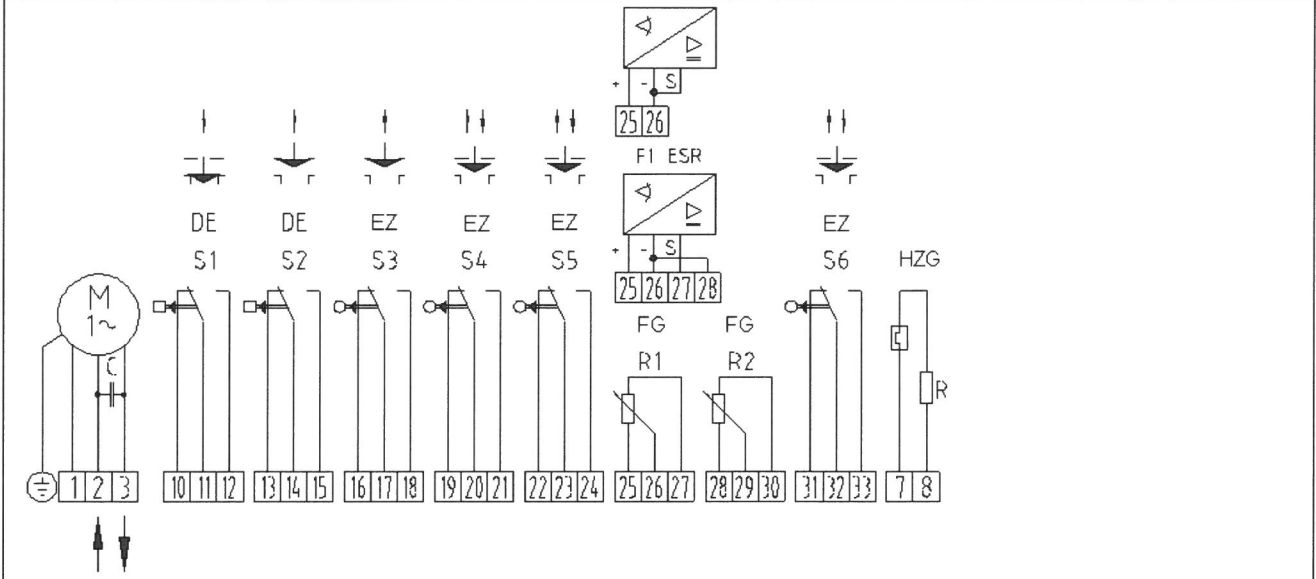 + - S
25 26
F1 ESR
DE DE EZ EZ EZ EZ
S1 S2 S3 S4 S5 S6 HZG
+ - S
25 26 27 28
M
1~
C
FG FG
R1 R2
R
1 2 3 10 11 12 13 14 15 16 17 18 19 20 21 22 23 24 25 26 27 28 29 30 31 32 33 7 8